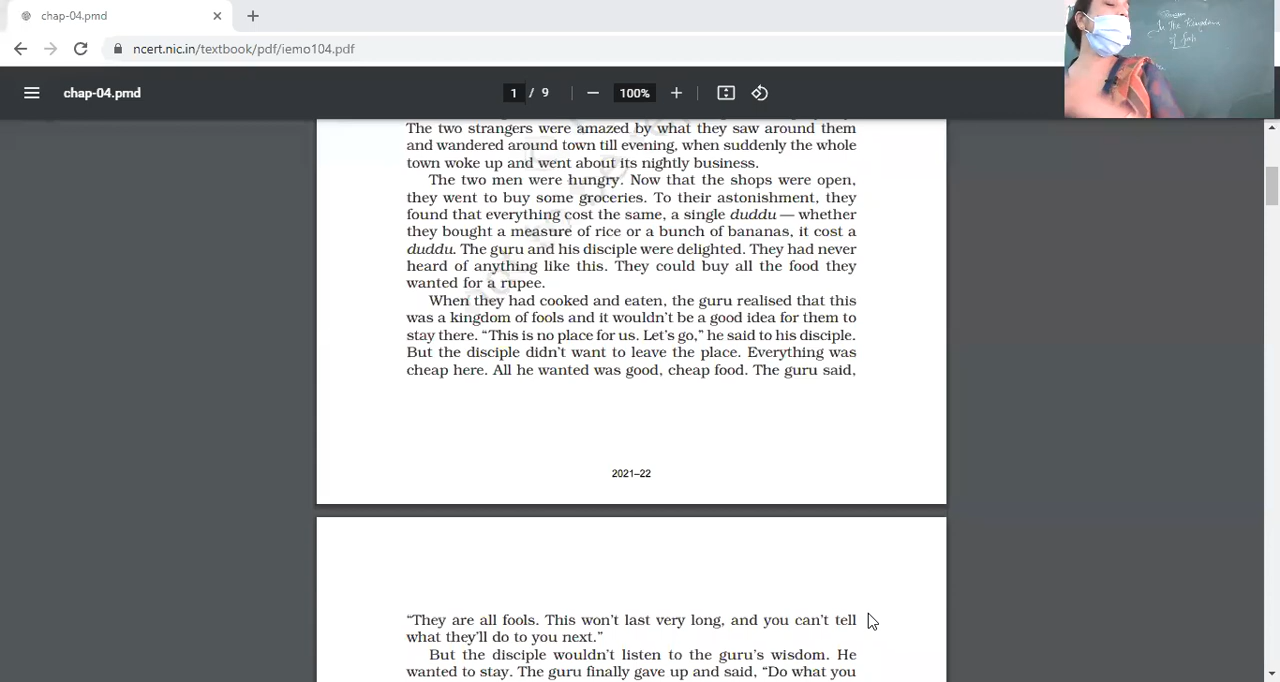 chap-04.pmd
ncert.nic.in/textbook/pdf/iemo104.pdf
In The Kingdom
of
chap-04.pmd
1 / 9
100%
The two strangers were amazed by what they saw around them
and wandered around town till evening, when suddenly the whole
town woke up and went about its nightly business.
The two men were hungry. Now that the shops were open,
they went to buy some groceries. To their astonishment, they
found that everything cost the same, a single duddu — whether
they bought a measure of rice or a bunch of bananas, it cost a
duddu. The guru and his disciple were delighted. They had never
heard of anything like this. They could buy all the food they
wanted for a rupee.
When they had cooked and eaten, the guru realised that this
was a kingdom of fools and it wouldn't be a good idea for them to
stay there. “This is no place for us. Let's go,” he said to his disciple.
But the disciple didn't want to leave the place. Everything was
cheap here. All he wanted was good, cheap food. The guru said,
2021–22
“They are all fools. This won't last very long, and you can't tell
what they'll do to you next.”
But the disciple wouldn't listen to the guru's wisdom. He
wanted to stay. The guru finally gave up and said, “Do what you